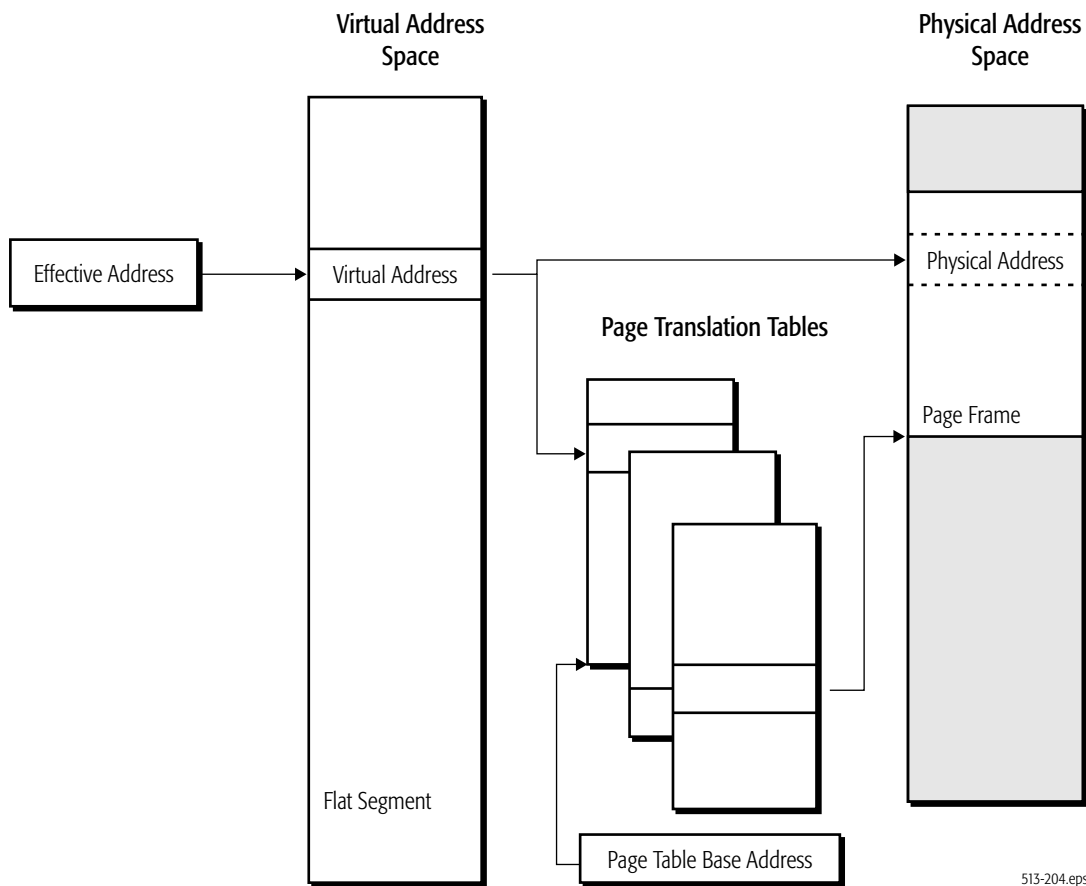 Virtual Address
Space
Physical Address
Space
Effective Address
Virtual Address
Physical Address
Page Translation Tables
Page Frame
Flat Segment
Page Table Base Address
513-204.eps